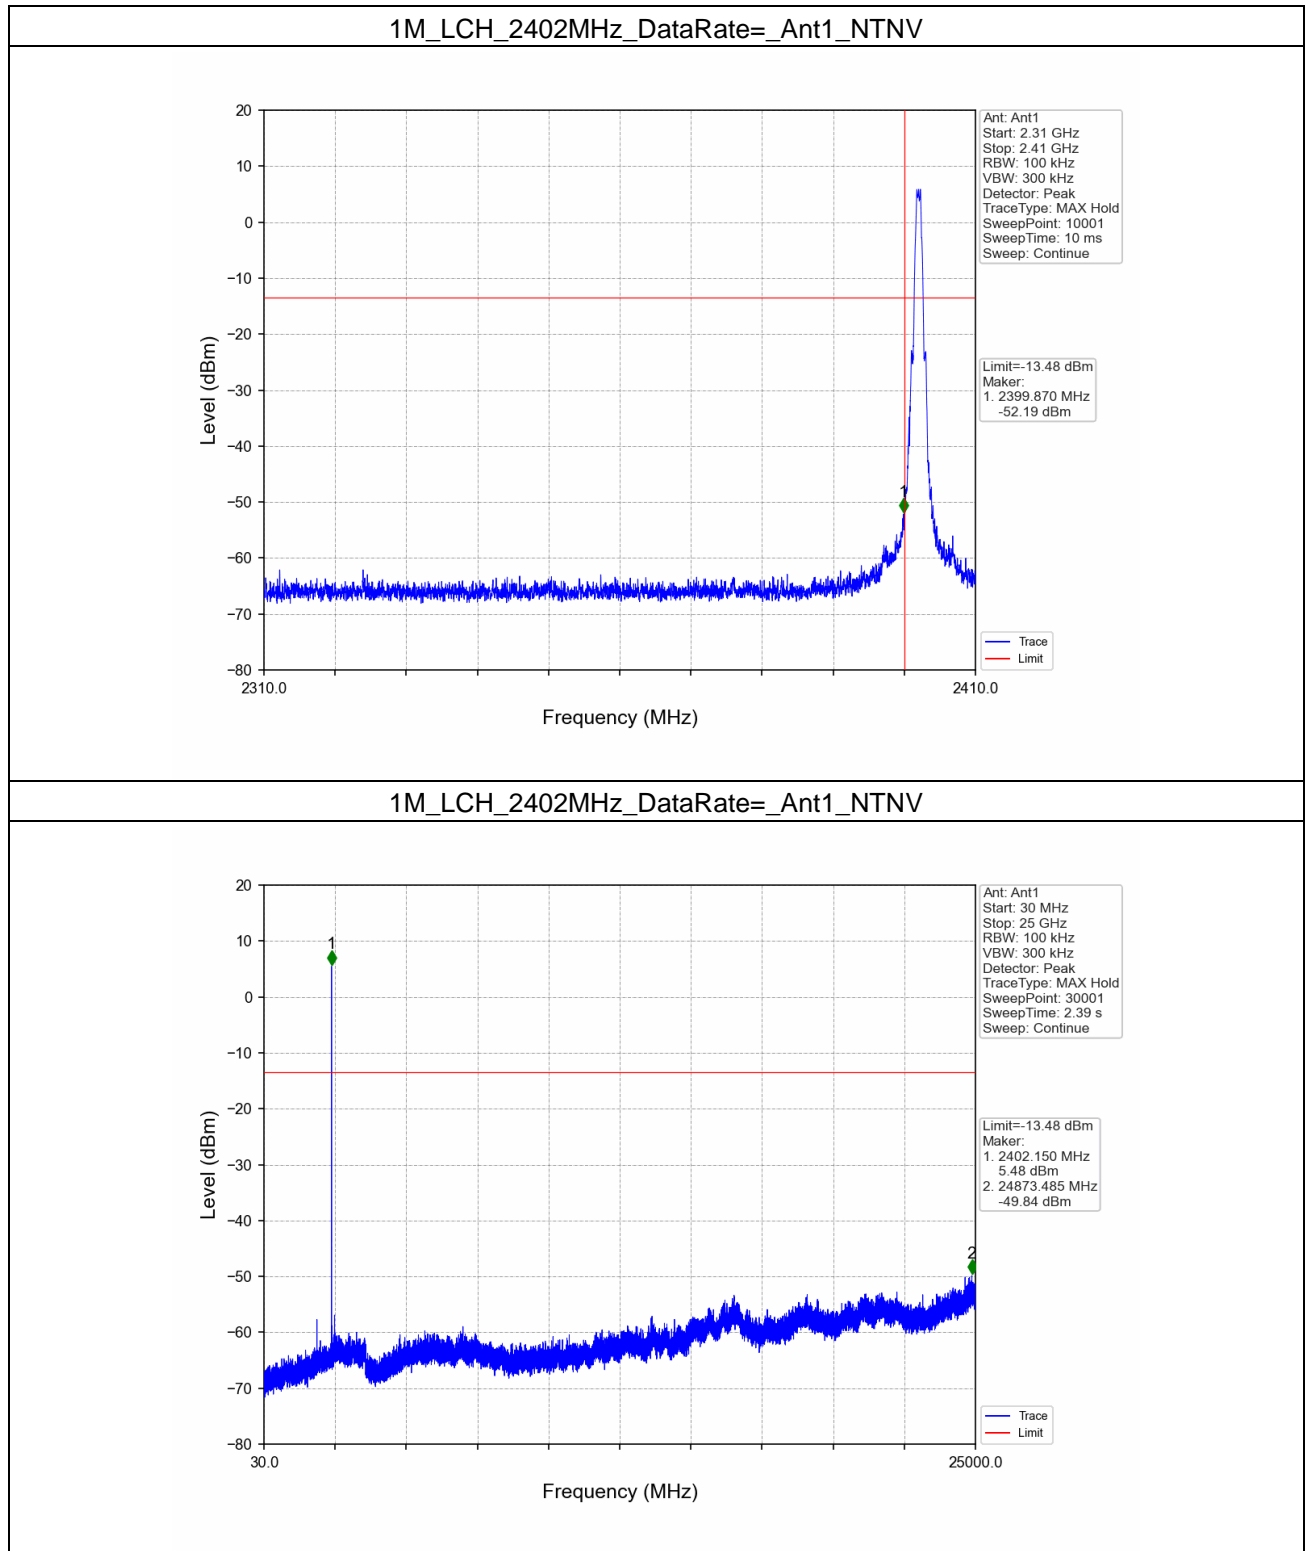 1M_LCH_2402MHz_DataRate=_Ant1_NTNV
20
10
0
−10
−20
−30
−40
−50
−60
−70
−80
Level (dBm)
1
2310.0
2410.0
Frequency (MHz)
Ant: Ant1
Start: 2.31 GHz
Stop: 2.41 GHz
RBW: 100 kHz
VBW: 300 kHz
Detector: Peak
TraceType: MAX Hold
SweepPoint: 10001
SweepTime: 10 ms
Sweep: Continue
Limit=-13.48 dBm
Maker:
1. 2399.870 MHz
-52.19 dBm
Trace
Limit
1M_LCH_2402MHz_DataRate=_Ant1_NTNV
20
10
0
−10
−20
−30
−40
−50
−60
−70
−80
Level (dBm)
1
2
30.0
25000.0
Frequency (MHz)
Ant: Ant1
Start: 30 MHz
Stop: 25 GHz
RBW: 100 kHz
VBW: 300 kHz
Detector: Peak
TraceType: MAX Hold
SweepPoint: 30001
SweepTime: 2.39 s
Sweep: Continue
Limit=-13.48 dBm
Maker:
1. 2402.150 MHz
5.48 dBm
2. 24873.485 MHz
-49.84 dBm
Trace
Limit